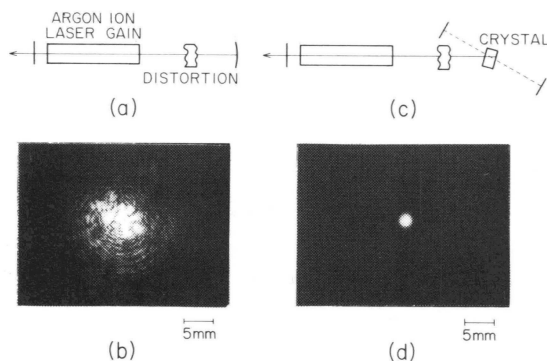 ARGON ION
LASER GAIN
DISTORTION
(a)
CRYSTAL
(c)
5mm
(b)
5mm
(d)